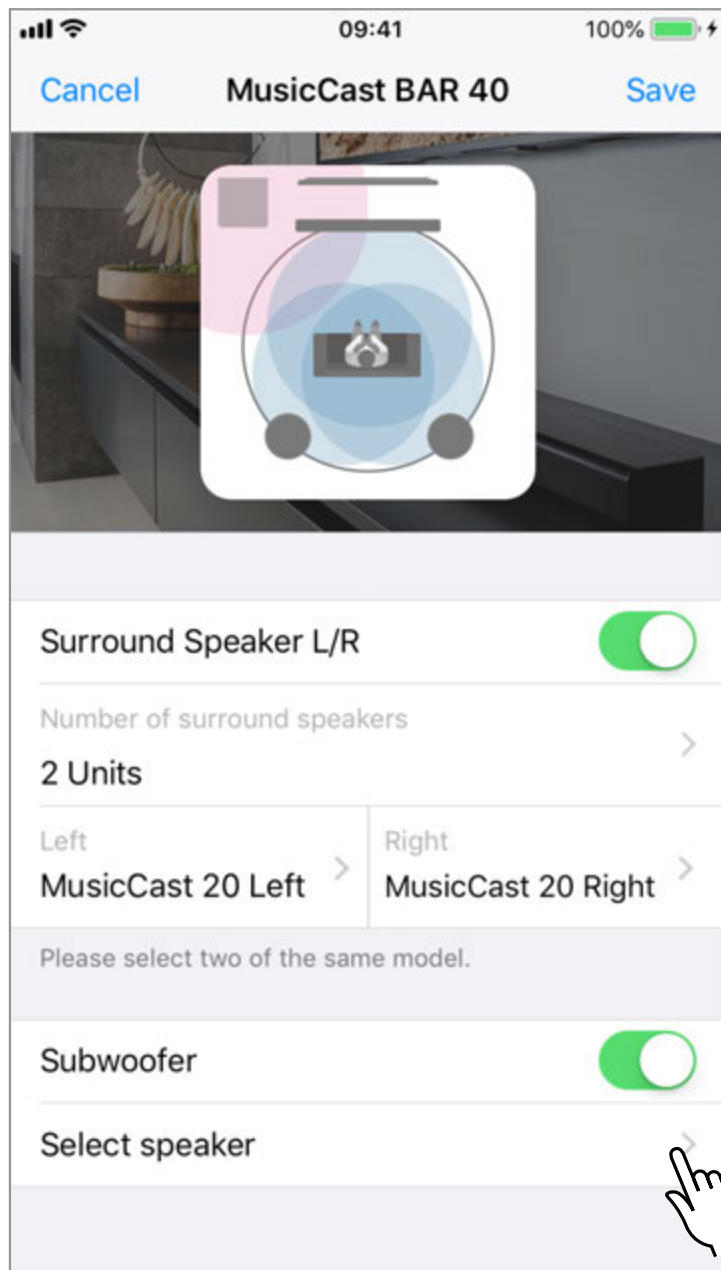 09:41
100%
Cancel MusicCast BAR 40 Save
Surround Speaker L/R
Number of surround speakers
2 Units
Left
MusicCast 20 Left
Right
MusicCast 20 Right
Please select two of the same model.
Subwoofer
Select speaker